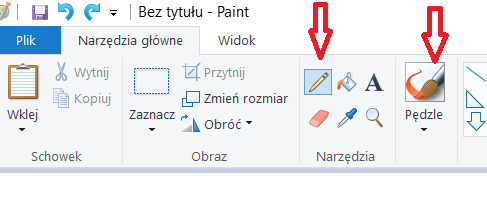 Bez tytułu - Paint
Plik Narzędzia główne Widok
Wklej
Wytnij
Kopiuj
Schowek
Zaznacz
Przytnij
Zmień rozmiar
Obróć
Obraz
A
Narzędzia
Pędzle